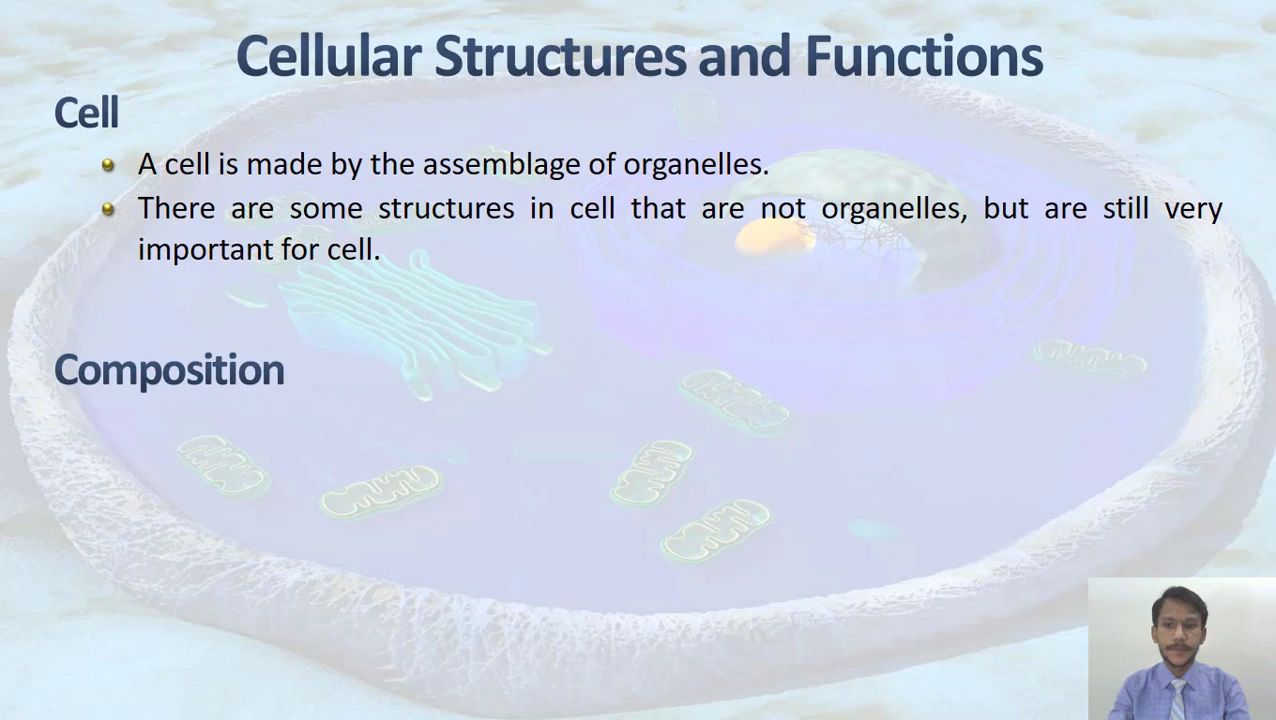 Cellular Structures and Functions
Cell
A cell is made by the assemblage of organelles.
There are some structures in cell that are not organelles, but are still very
important for cell.
Composition